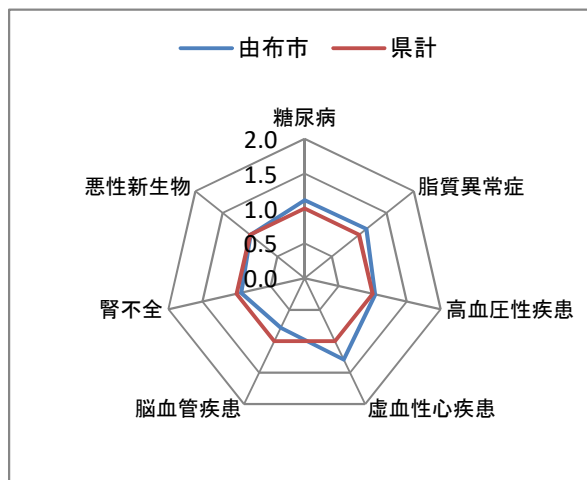 由布市 県計
糖尿病
2.0
1.5
1.0
0.5
0.0
脂質異常症
高血圧性疾患
虚血性心疾患
脳血管疾患
腎不全
悪性新生物